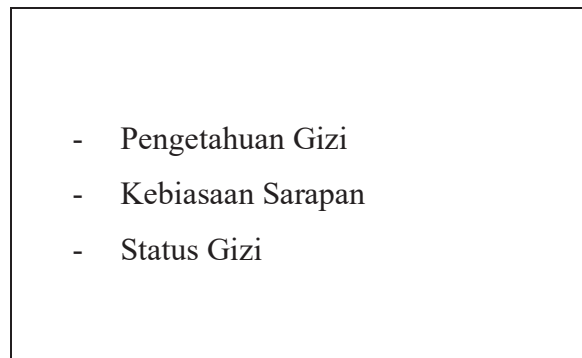 - Pengetahuan Gizi
- Kebiasaan Sarapan
- Status Gizi